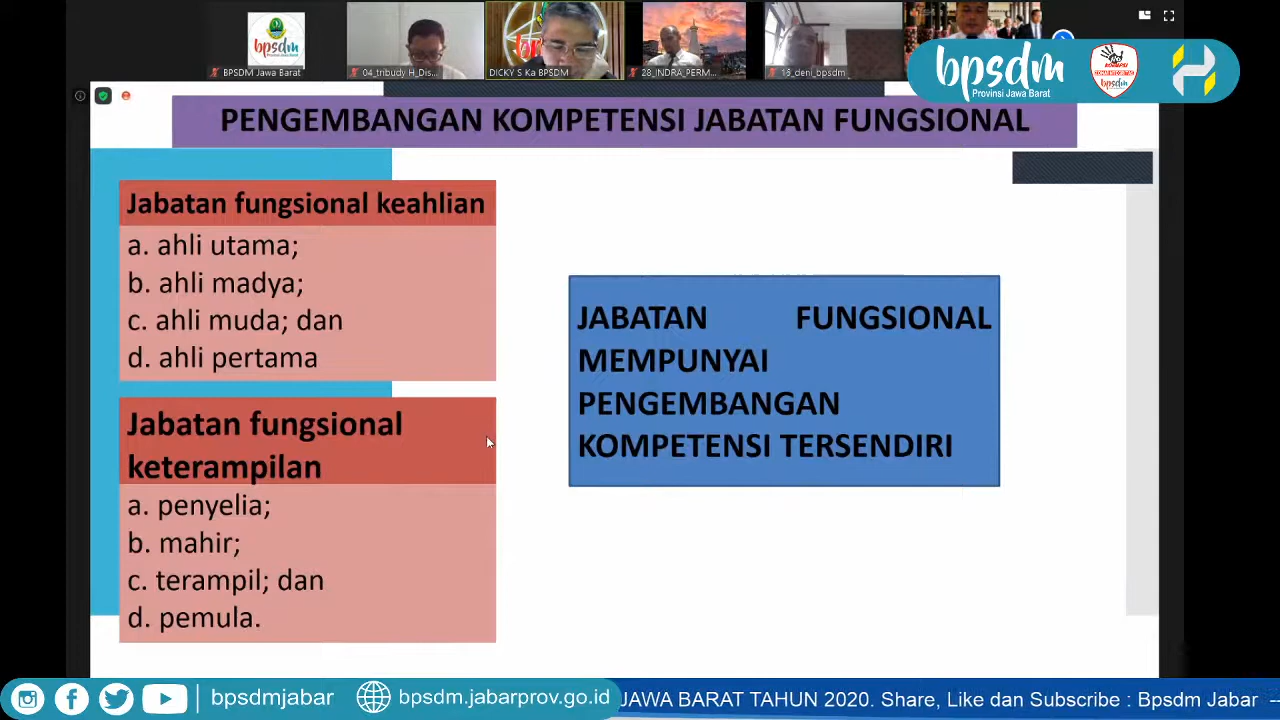 bpsdm
BPSDM Jawa Barat
04_tribudy H_Dis...
DICKY S Ka BPSDM
28_INDRA_PERM...
bpsdm
Provinsi Jawa Barat
bpsdm
PENGEMBANGAN KOMPETENSI JABATAN FUNGSIONAL
Jabatan fungsional keahlian
a. ahli utama;
b. ahli madya;
c. ahli muda; dan
d. ahli pertama
Jabatan fungsional
keterampilan
a. penyelia;
b. mahir;
c. terampil; dan
d. pemula.
JABATAN FUNGSIONAL
MEMPUNYAI
PENGEMBANGAN
KOMPETENSI TERSENDIRI
bpsdmjabar
bpsdm.jabarprov.go.id
JAWA BARAT TAHUN 2020. Share, Like dan Subscribe : Bpsdm Jabar -